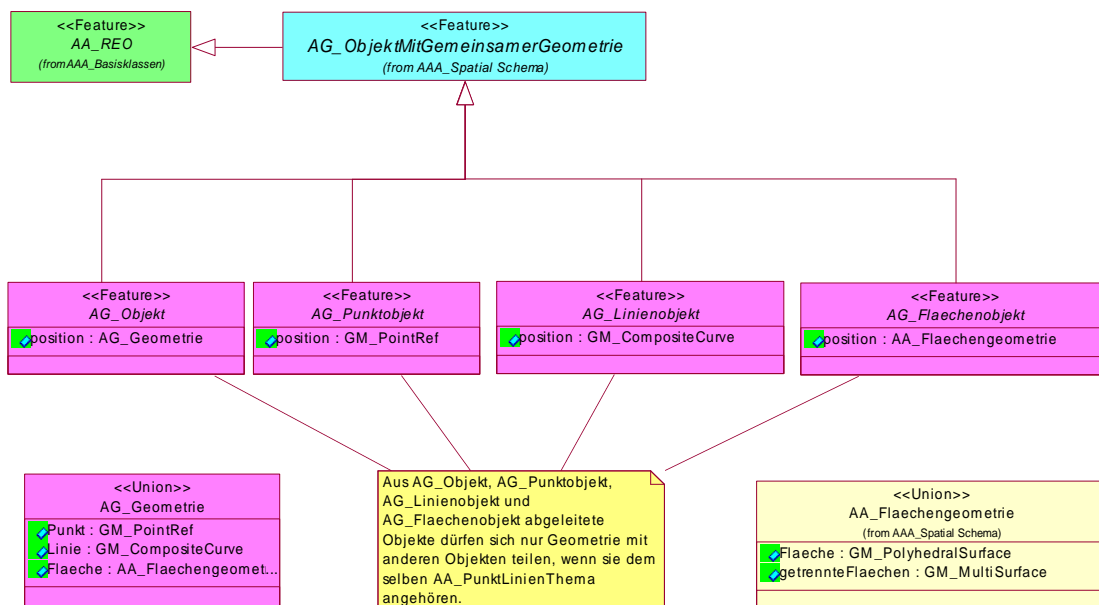 <<Feature>>
AA_REO
(from AAA_Basisklassen)
<<Feature>>
AG_ObjektMitGemeinsamerGeometrie
(from AAA_Spatial Schema)
<<Feature>>
AG_Objekt
position : AG_Geometrie
<<Feature>>
AG_Punktobjekt
position : GM_PointRef
<<Feature>>
AG_Linienobjekt
position : GM_CompositeCurve
<<Feature>>
AG_Flaechenobjekt
position : AA_Flaechengeometrie
<<Union>>
AG_Geometrie
Punkt : GM_PointRef
Linie : GM_CompositeCurve
Flaeche : AA_Flaechengeomet...
Aus AG_Objekt, AG_Punktobjekt,
AG_Linienobjekt und
AG_Flaechenobjekt abgeleitete
Objekte dürfen sich nur Geometrie mit
anderen Objekten teilen, wenn sie dem
selben AA_PunktLinienThema
angehören.
<<Union>>
AA_Flaechengeometrie
(from AAA_Spatial Schema)
Flaeche : GM_PolyhedralSurface
getrennteFlaechen : GM_MultiSurface